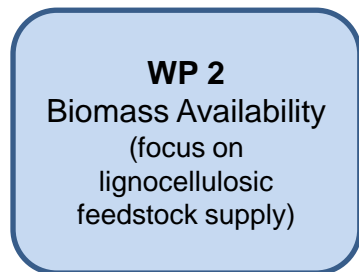 WP 2
Biomass Availability
(focus on
lignocellulosic
feedstock supply)